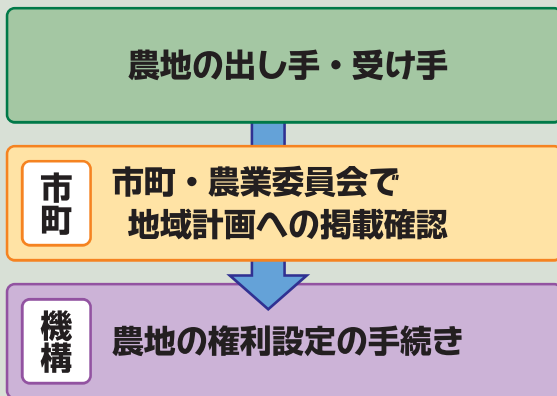 農地の出し手・受け手
市町
市町・農業委員会で
地域計画への掲載確認
機構
農地の権利設定の手続き